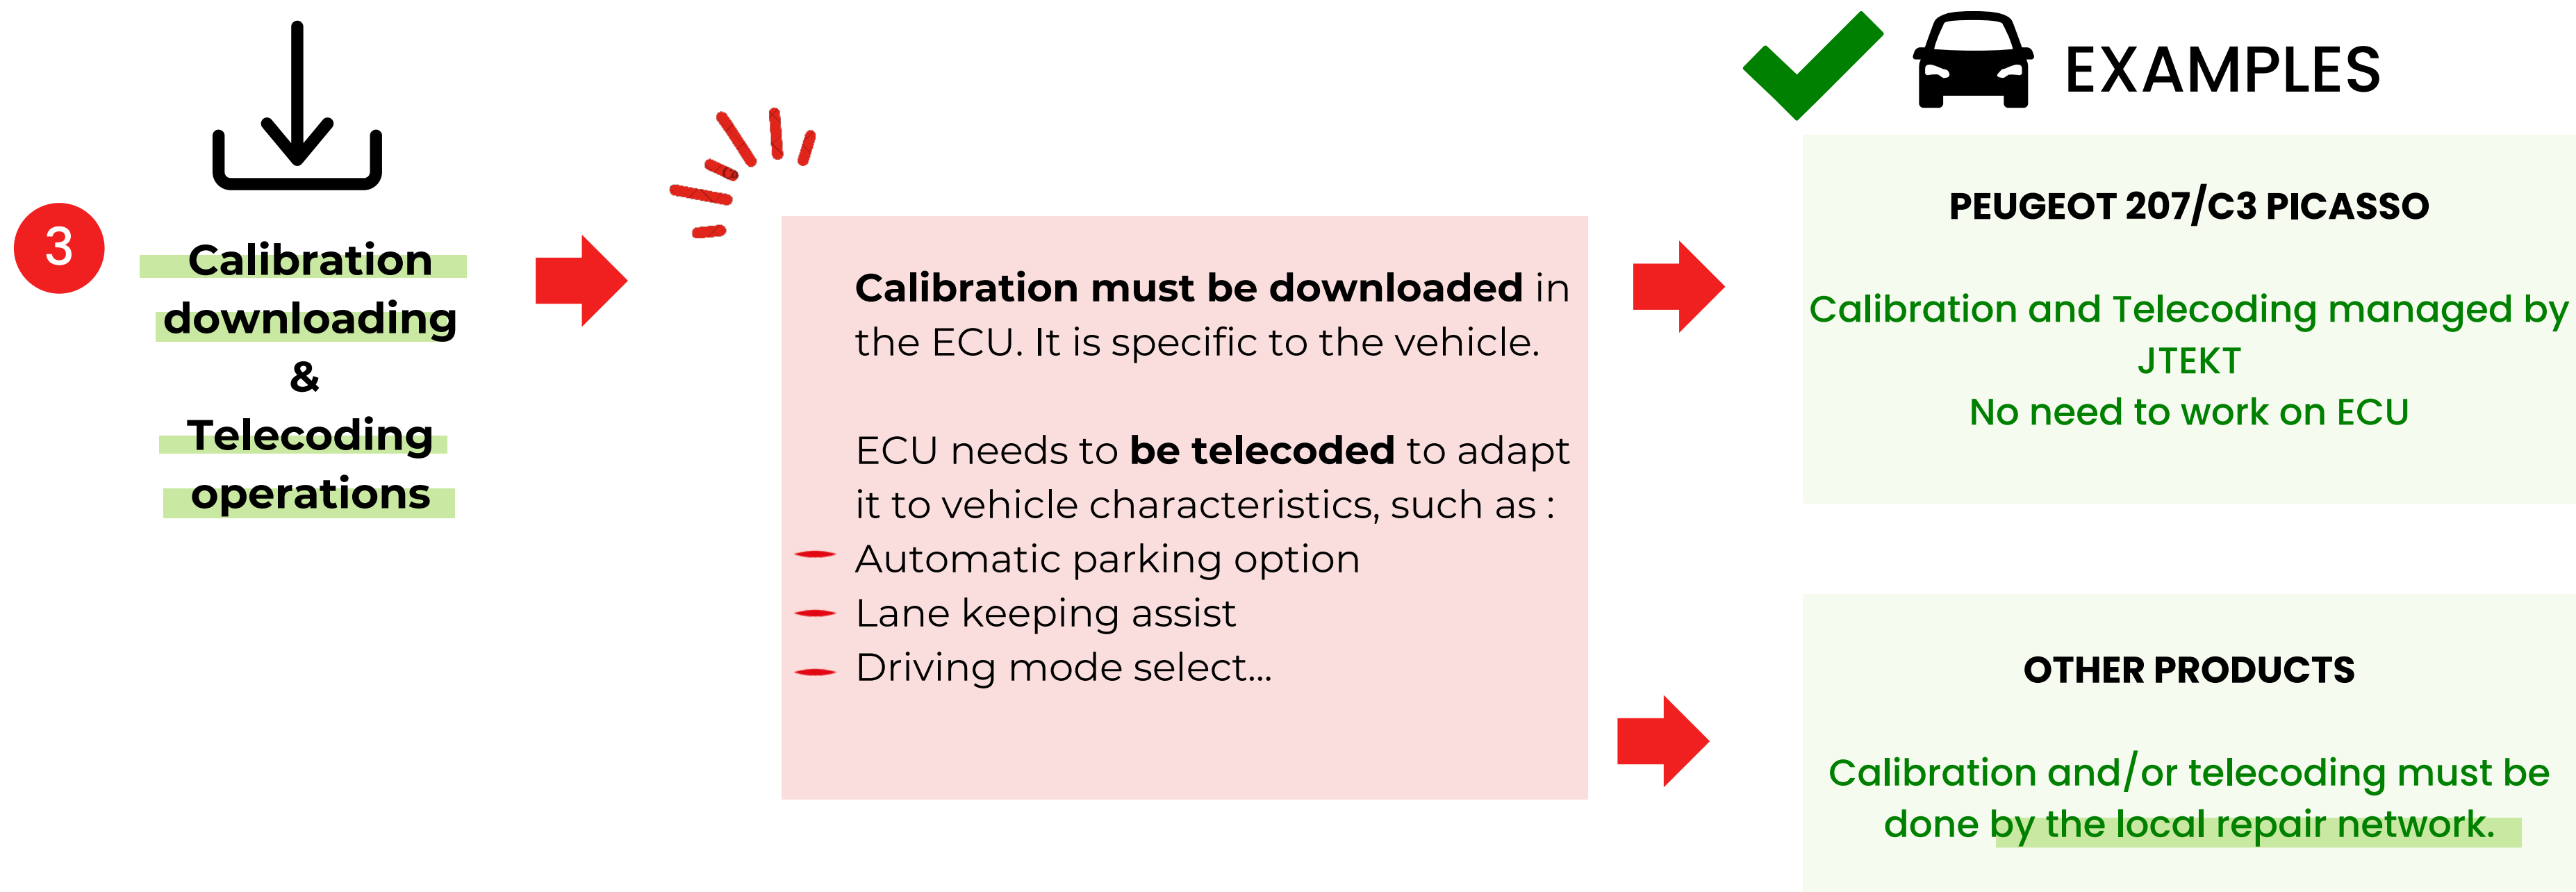 3
Calibration
downloading
&
Telecoding
operations
Calibration must be downloaded in
the ECU. It is specific to the vehicle.
ECU needs to be telecoded to adapt
it to vehicle characteristics, such as :
Automatic parking option
Lane keeping assist
Driving mode select...
EXAMPLES
PEUGEOT 207/C3 PICASSO
Calibration and Telecoding managed by
JTEKT
No need to work on ECU
OTHER PRODUCTS
Calibration and/or telecoding must be
done by the local repair network.